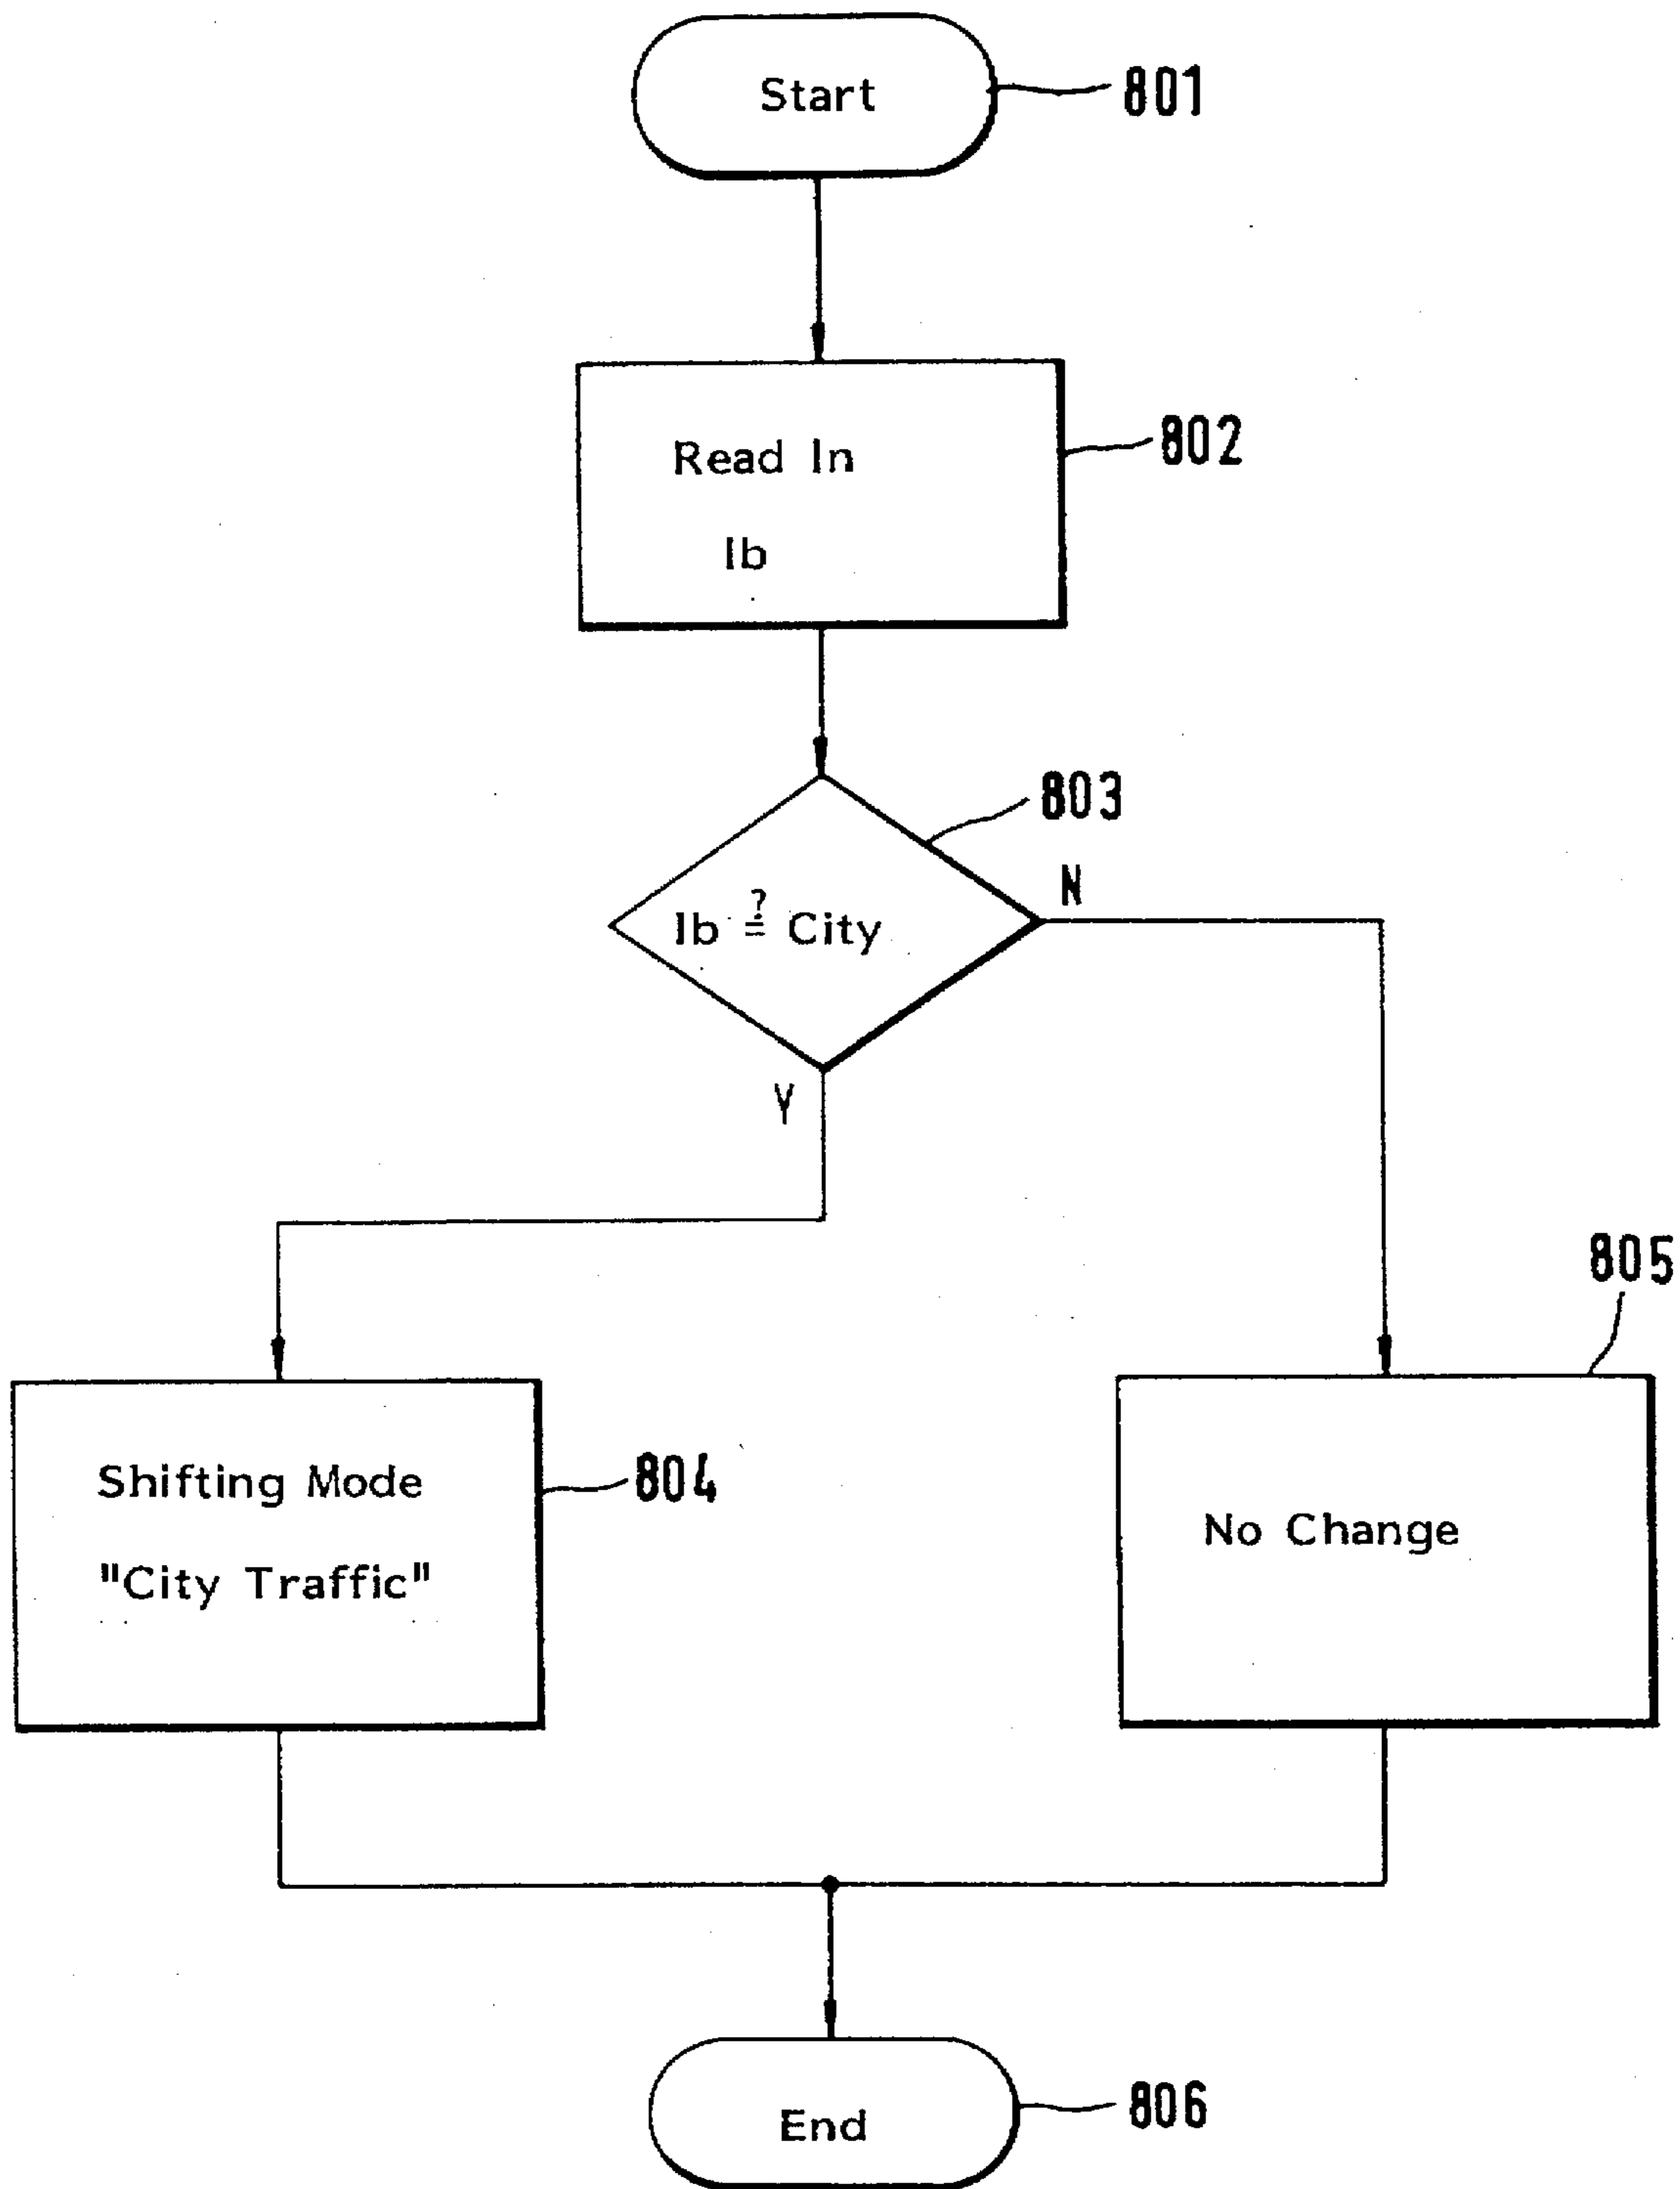 Start
801
Read In
Ib
802
803
Ib ≟ City
N
Y
805
Shifting Mode
"City Traffic"
804
No Change
End
806